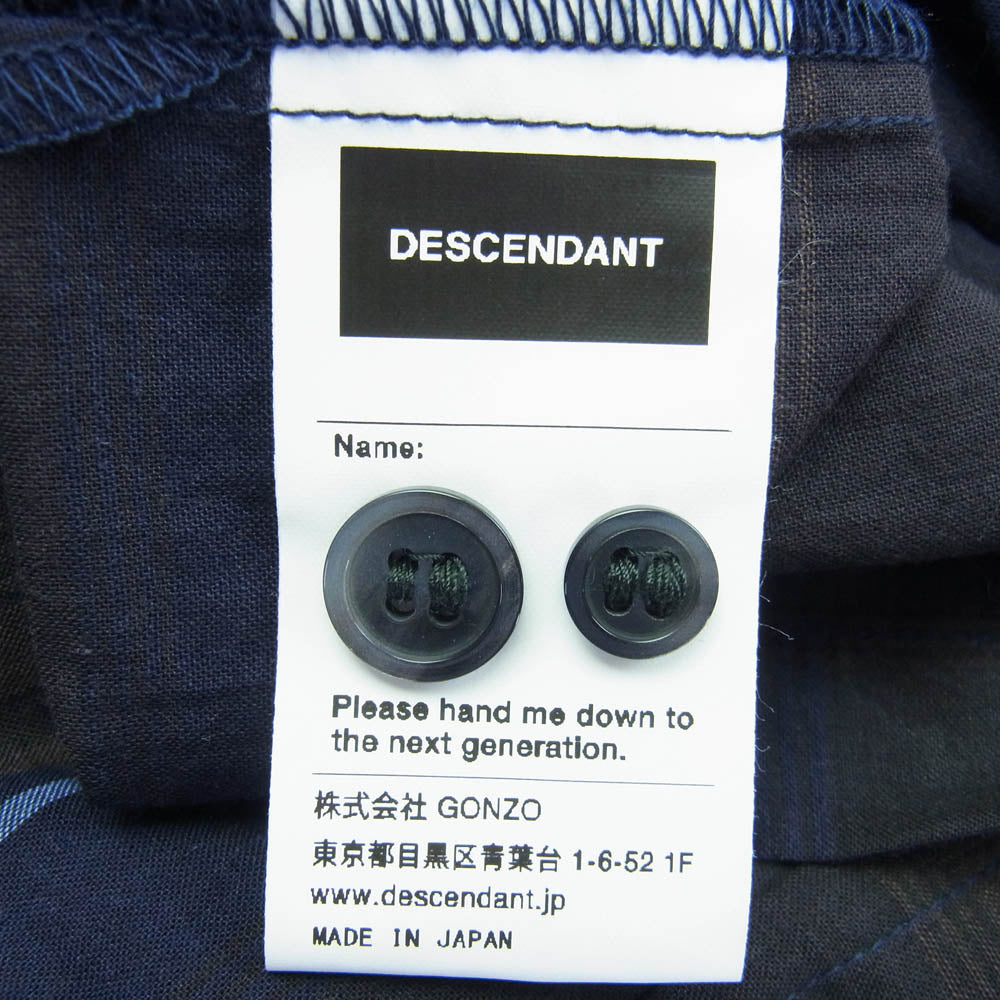 DESCENDANT
Name:
Please hand me down to
the next generation.
株式会社 GONZO
東京都目黒区青葉台 1-6-52 1F
www.descendant.jp
MADE IN JAPAN